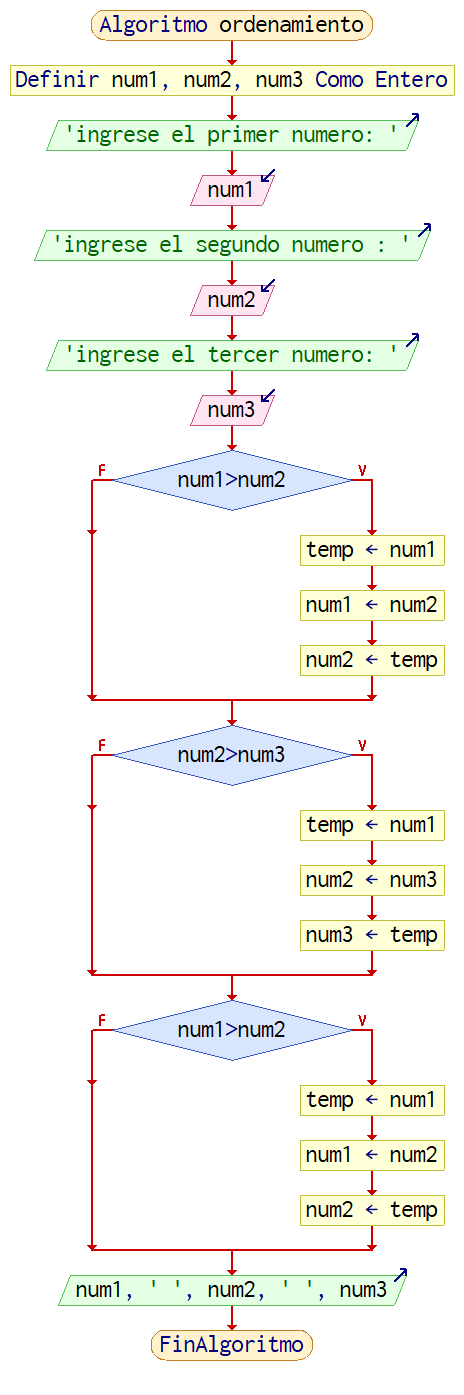 Algoritmo ordenamiento
Definir num1, num2, num3 Como Entero
'ingrese el primer numero: '
num1
'ingrese el segundo numero : '
num2
'ingrese el tercer numero: '
num3
F
V
num1>num2
temp ← num1
num1 ← num2
num2 ← temp
F
V
num2>num3
temp ← num1
num2 ← num3
num3 ← temp
F
V
num1>num2
temp ← num1
num1 ← num2
num2 ← temp
num1, ' ', num2, ' ', num3
FinAlgoritmo